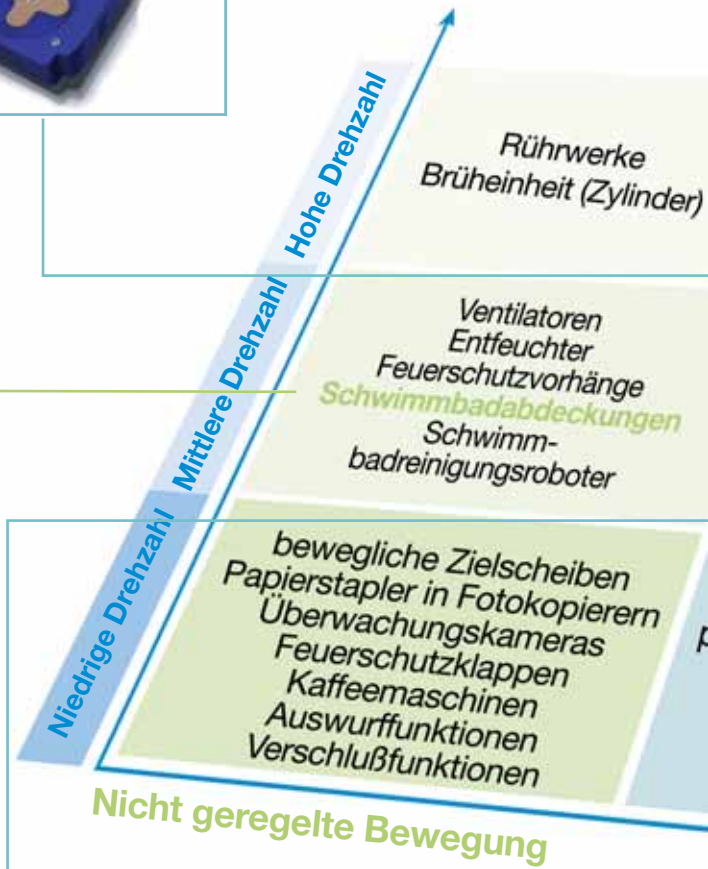 Hohe Drehzahl
Rührwerke
Brüheinheit (Zylinder)
Mittlere Drehzahl
Ventilatoren
Entfeuchter
Feuerschutzvorhänge
Schwimmbadabdeckungen
Schwimm-
badreinigungsroboter
Niedrige Drehzahl
bewegliche Zielscheiben
Papierstapler in Fotokopierern
Überwachungskameras
Feuerschutzklappen
Kaffeemaschinen
Auswurffunktionen
Verschlußfunktionen
Nicht geregelte Bewegung